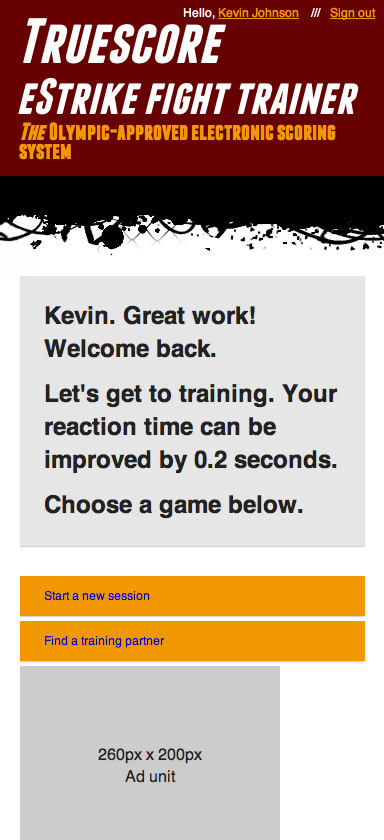 Hello, Kevin Johnson /// Sign out
Truescore
eStrike fight trainer
The Olympic-approved electronic scoring
system
Kevin. Great work!
Welcome back.
Let's get to training. Your
reaction time can be
improved by 0.2 seconds.
Choose a game below.
Start a new session
Find a training partner
260px x 200px
Ad unit